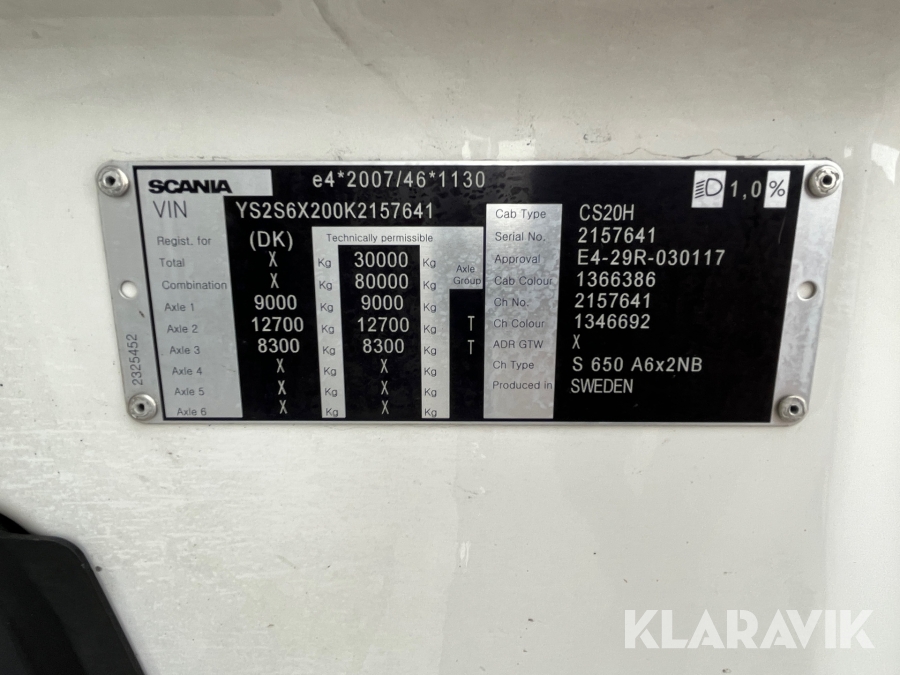 SCANIA e4*2007/46*1130 1,0 %
VIN YS2S6X200K2157641
Regist. for (DK) Technically permissible
Total X Kg 30000 Kg Axle Group
Combination X Kg 80000 Kg
Axle 1 9000 Kg 9000 Kg
Axle 2 12700 Kg 12700 Kg T
Axle 3 8300 Kg 8300 Kg T
Axle 4 X Kg X Kg
Axle 5 X Kg X Kg
Axle 6 X Kg X Kg
Cab Type CS20H
Serial No. 2157641
Approval E4-29R-030117
Cab Colour 1366386
Ch No. 2157641
Ch Colour 1346692
ADR GTW X
Ch Type S 650 A6x2NB
Produced in SWEDEN
2325452
KLARAVIK